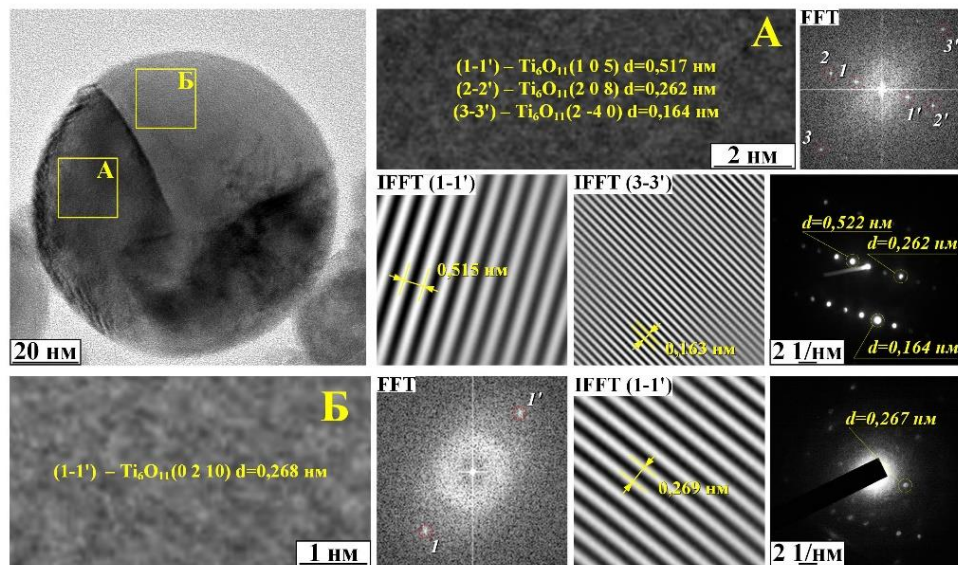 Б
А
20 нм
А
(1-1') – Ti₆O₁₁(1 0 5) d=0,517 нм
(2-2') – Ti₆O₁₁(2 0 8) d=0,262 нм
(3-3') – Ti₆O₁₁(2 -4 0) d=0,164 нм
2 нм
FFT
3'
2
1
1'
2'
3
IFFT (1-1')
0,515 нм
IFFT (3-3')
0,163 нм
d=0,522 нм
d=0,262 нм
d=0,164 нм
2 1/нм
Б
(1-1') – Ti₆O₁₁(0 2 10) d=0,268 нм
1 нм
FFT
1'
1
IFFT (1-1')
0,269 нм
d=0,267 нм
2 1/нм